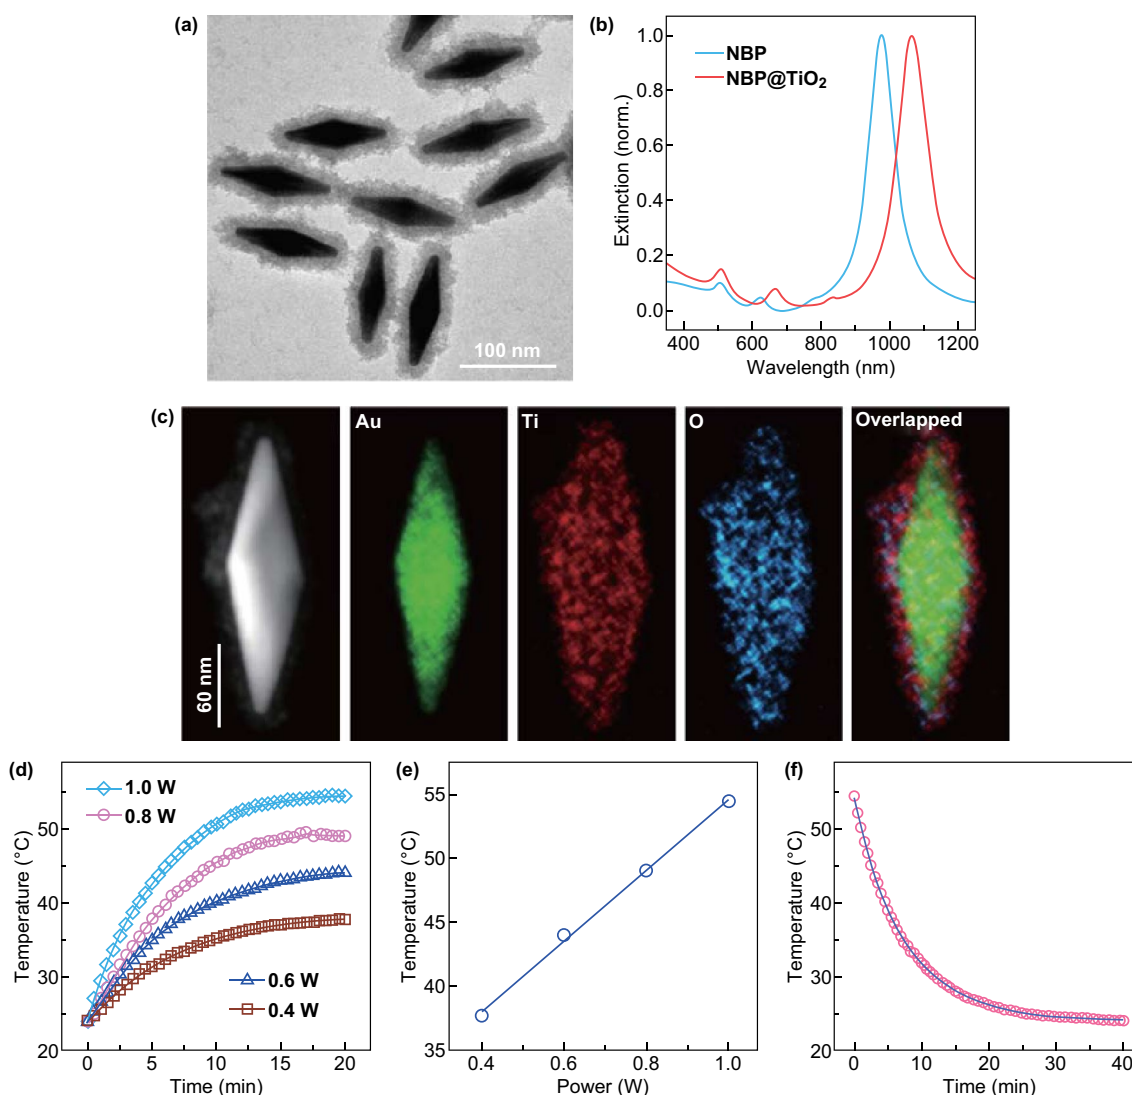 (a)
100 nm
(b)
NBP
NBP@TiO₂
Extinction (norm.)
1.0
0.8
0.6
0.4
0.2
0.0
400 600 800 1000 1200
Wavelength (nm)
(c)
60 nm
Au
Ti
O
Overlapped
(d)
1.0 W
0.8 W
0.6 W
0.4 W
Temperature (°C)
50
40
30
20
0 5 10 15 20
Time (min)
(e)
Temperature (°C)
55
50
45
40
35
0.4 0.6 0.8 1.0
Power (W)
(f)
Temperature (°C)
50
40
30
20
0 10 20 30 40
Time (min)